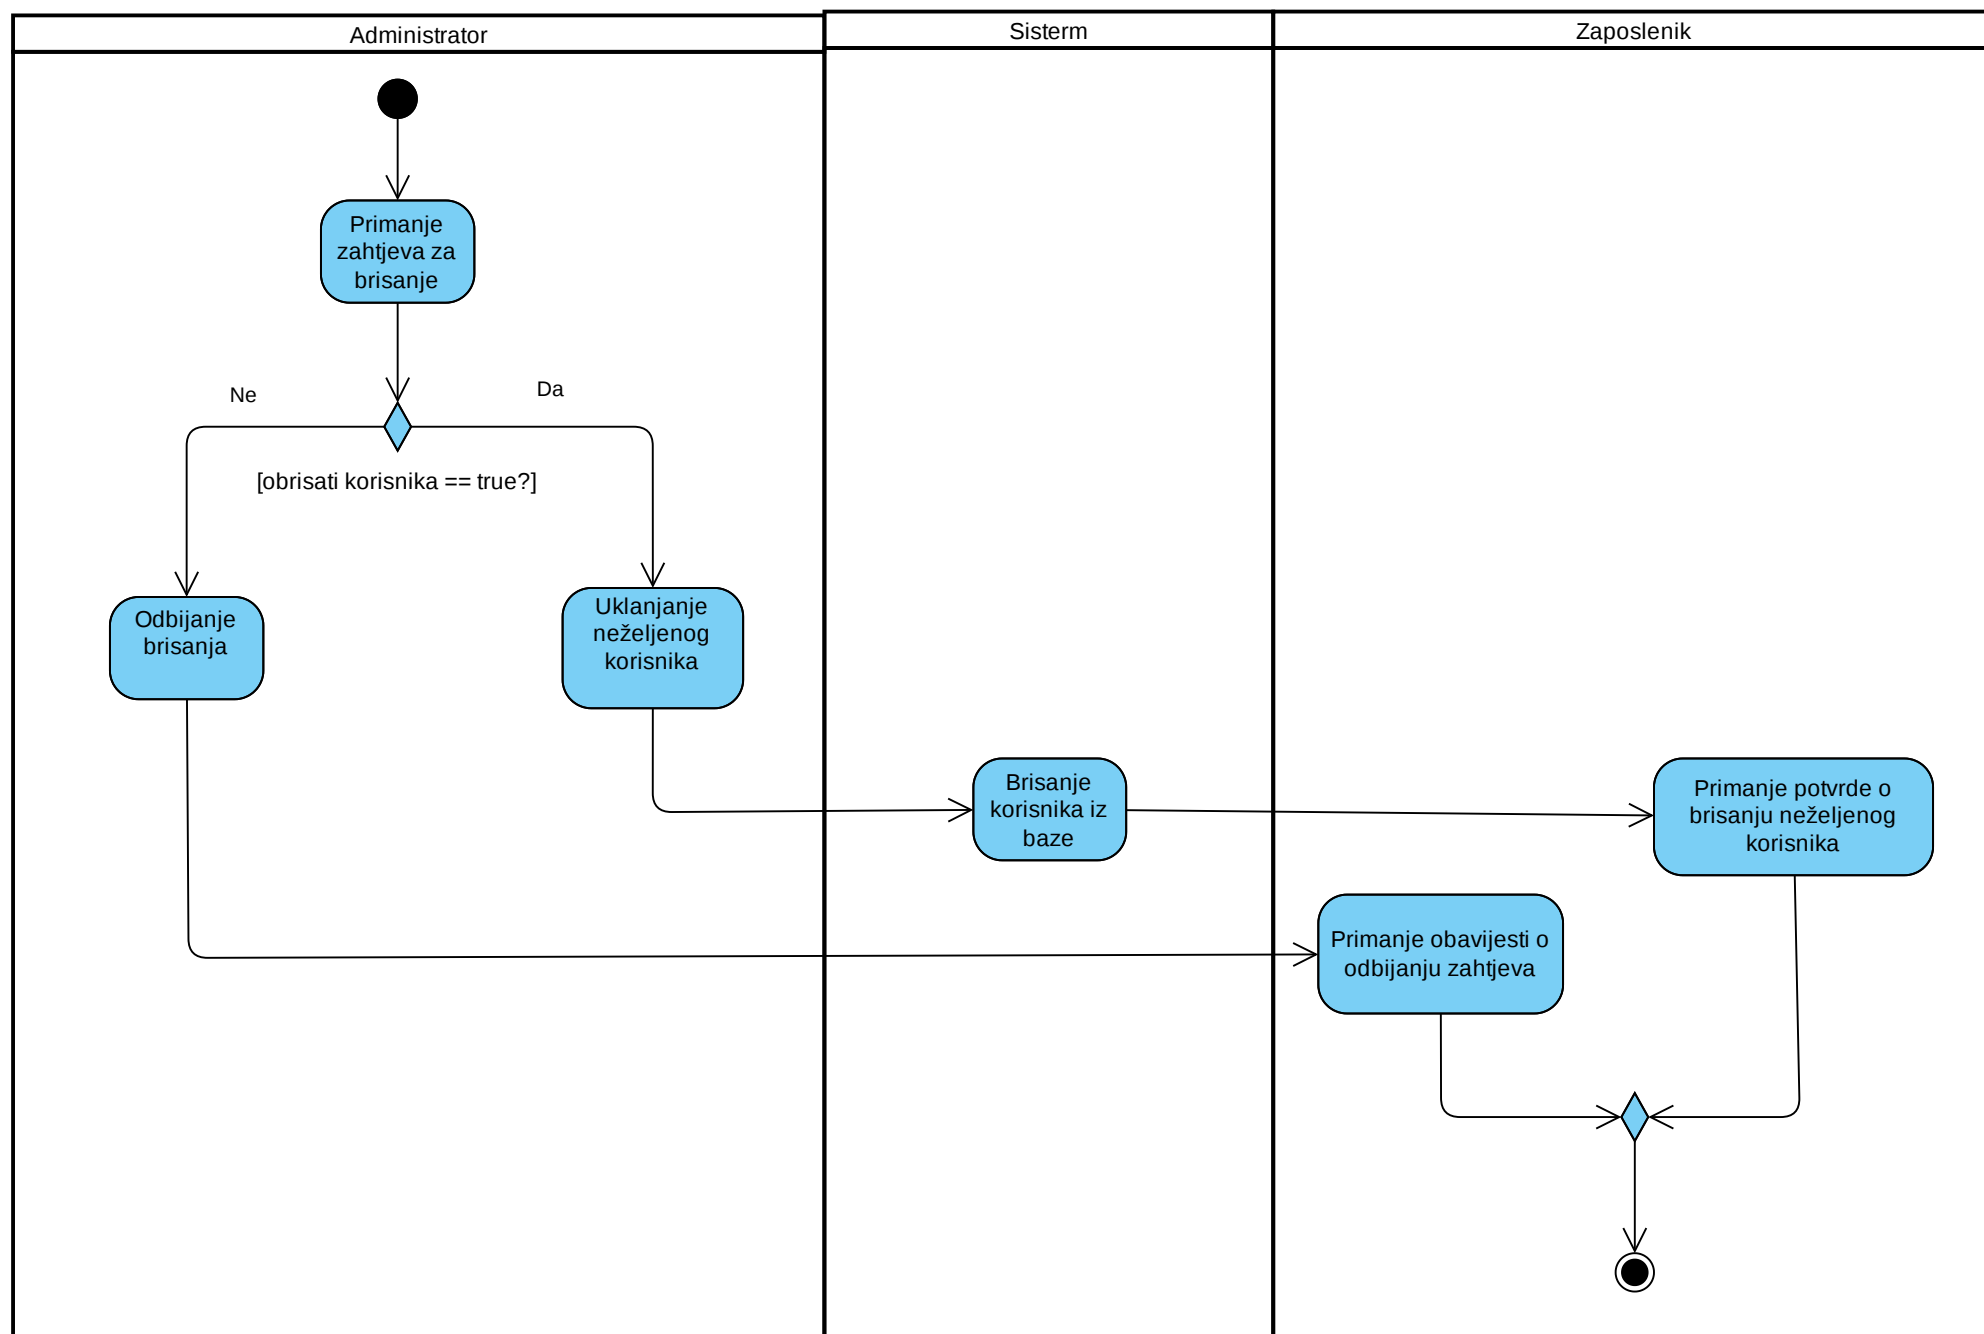 Administrator
Sisterm
Zaposlenik
Primanje
zahtjeva za
brisanje
Ne
Da
[obrisati korisnika == true?]
Odbijanje
brisanja
Uklanjanje
neželjenog
korisnika
Brisanje
korisnika iz
baze
Primanje potvrde o
brisanju neželjenog
korisnika
Primanje obavijesti o
odbijanju zahtjeva